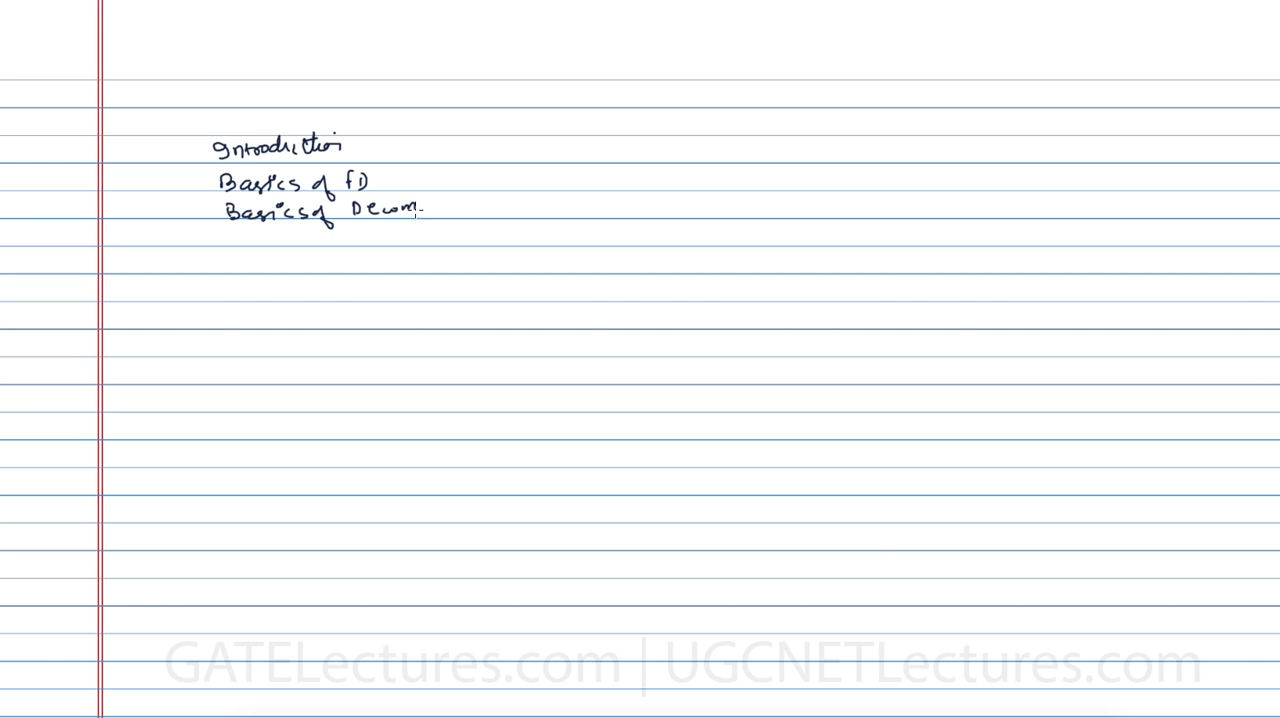 Introduction
Basics of FD
Basics of Decom
GATELectures.com | UGCNETLectures.com